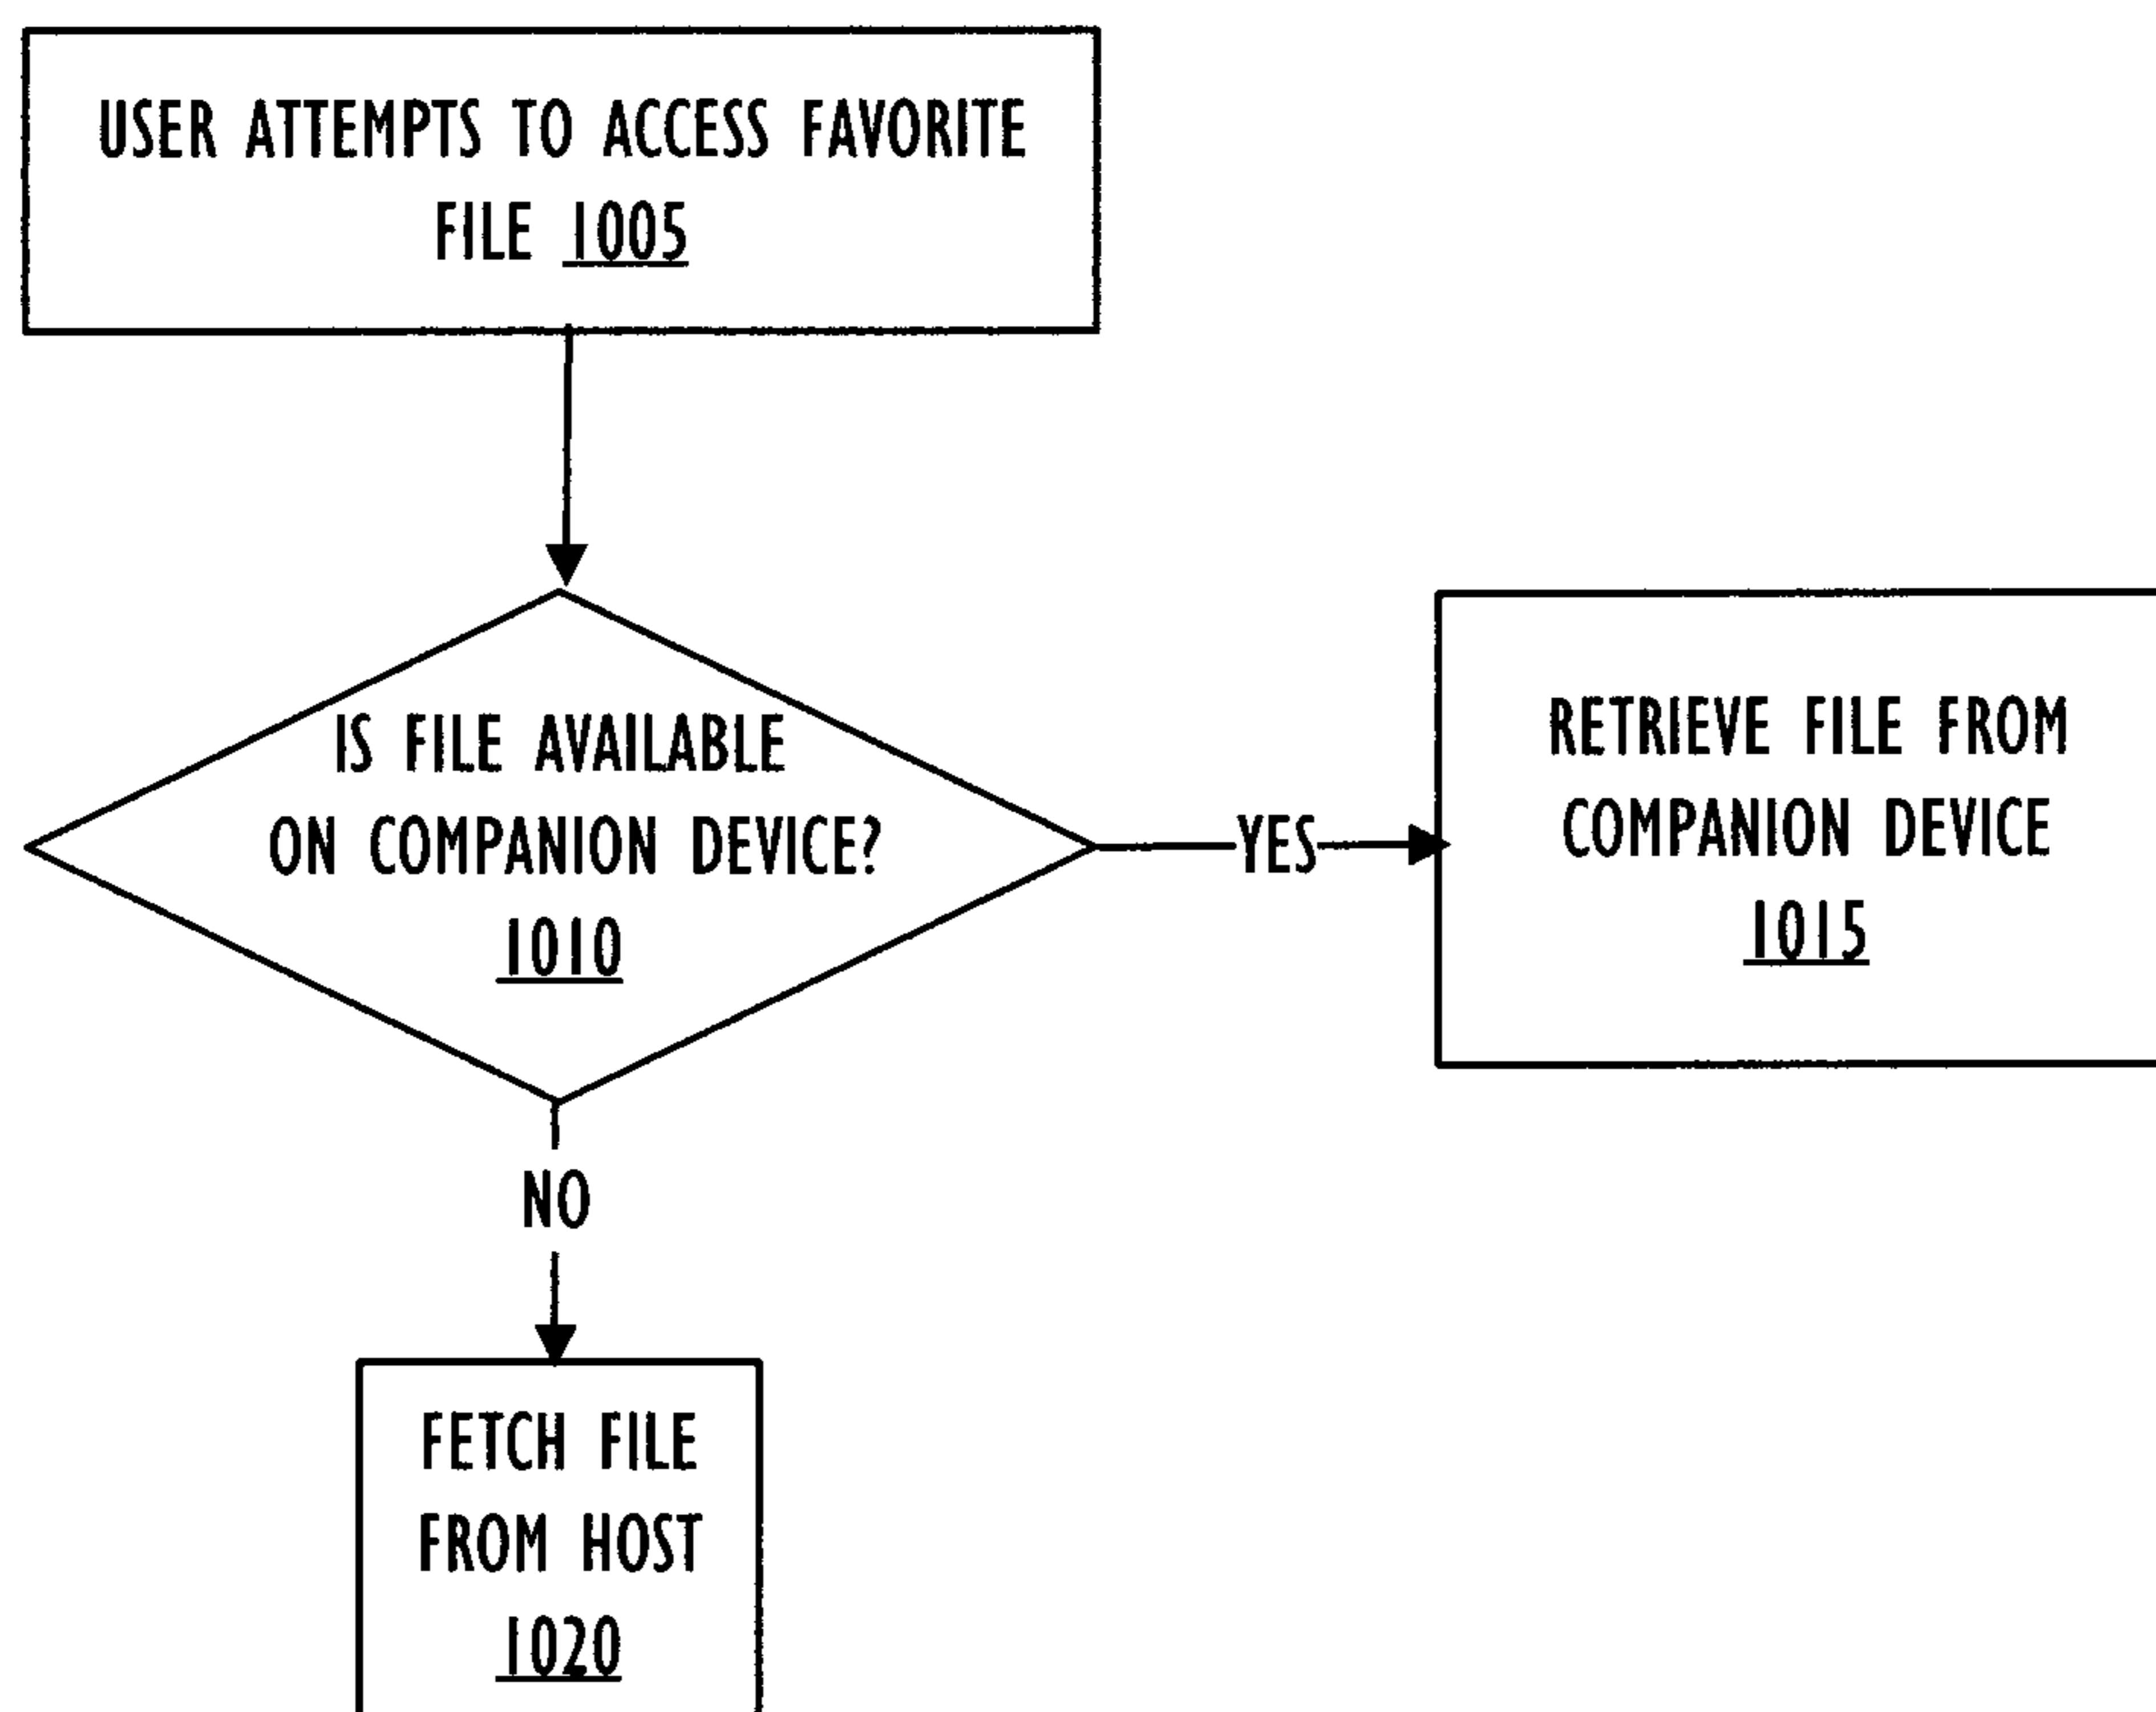 USER ATTEMPTS TO ACCESS FAVORITE
FILE 1005
IS FILE AVAILABLE
ON COMPANION DEVICE?
1010
YES
RETRIEVE FILE FROM
COMPANION DEVICE
1015
NO
FETCH FILE
FROM HOST
1020